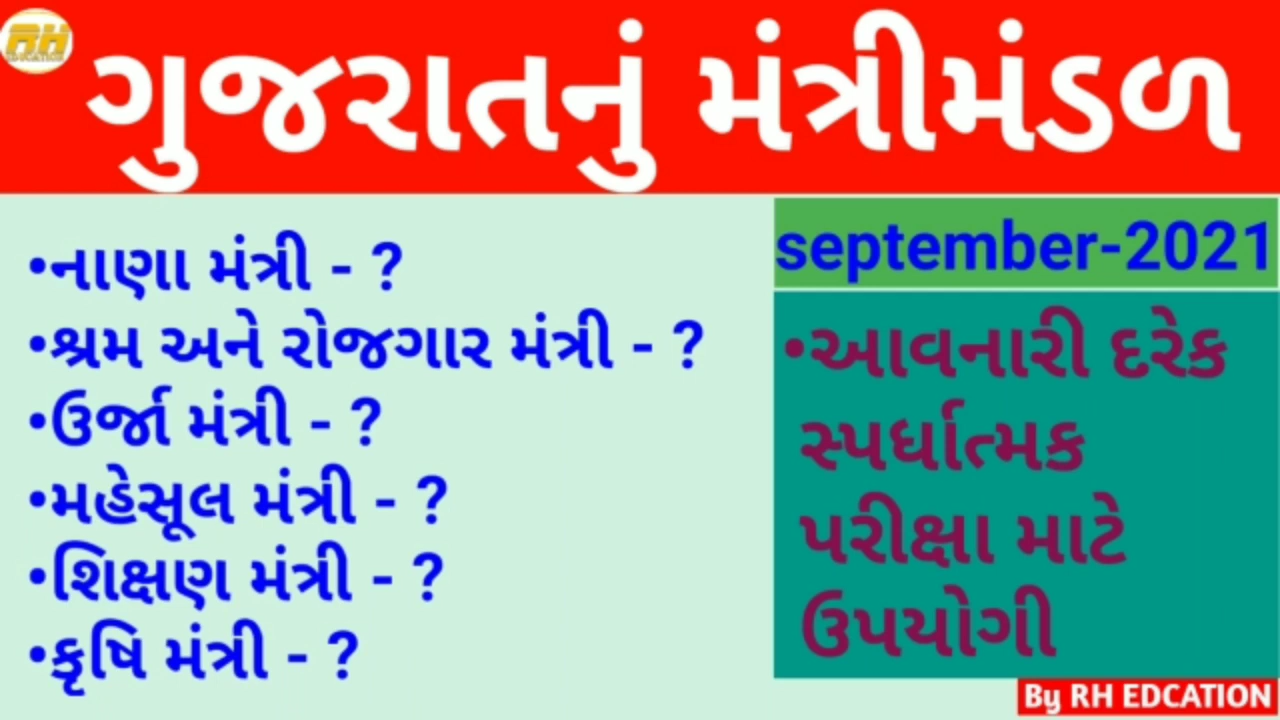 RH
EDUCATION
ગુજરાતનું મંત્રીમંડળ
•નાણા મંત્રી - ?
•શ્રમ અને રોજગાર મંત્રી - ?
•ઉર્જા મંત્રી - ?
•મહેસૂલ મંત્રી - ?
•શિક્ષણ મંત્રી - ?
•કૃષિ મંત્રી - ?
september-2021
•આવનારી દરેક
સ્પર્ધાત્મક
પરીક્ષા માટે
ઉપયોગી
By RH EDCATION